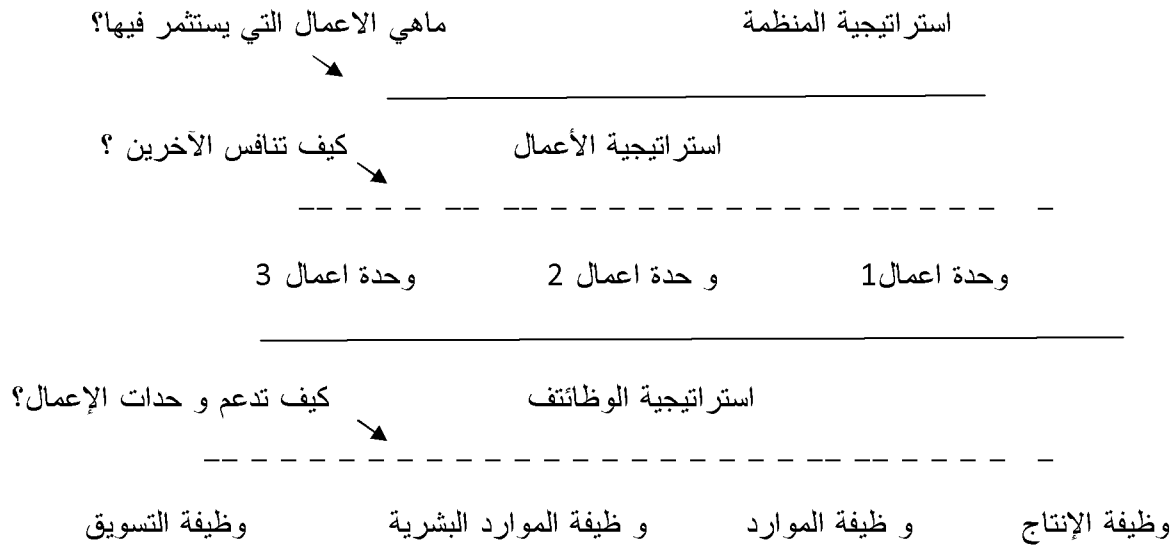 استراتيجية المنظمة ماهي الاعمال التي يستثمر فيها؟
استراتيجية الأعمال كيف تنافس الآخرين ؟
وحدة اعمال1 و حدة اعمال 2 وحدة اعمال 3
استراتيجية الوظائتف كيف تدعم و حدات الإعمال؟
وظيفة الإنتاج و ظيفة الموارد و ظيفة الموارد البشرية وظيفة التسويق